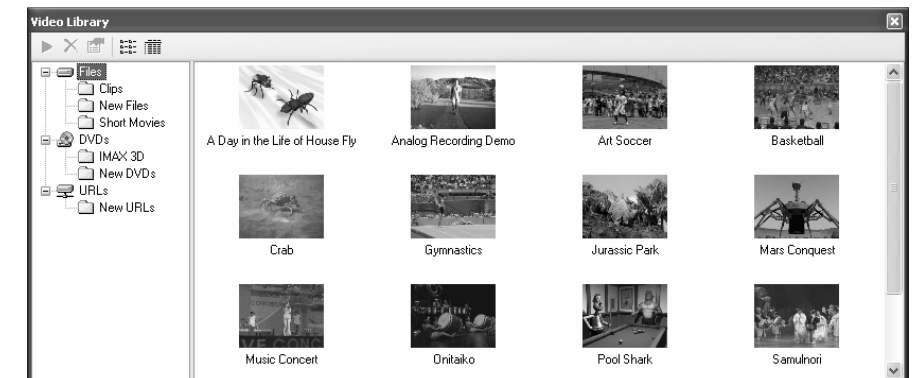 Video Library
Files
Clips
New Files
Short Movies
DVDs
IMAX 3D
New DVDs
URLs
New URLs
A Day in the Life of House Fly
Analog Recording Demo
Art Soccer
Basketball
Crab
Gymnastics
Jurassic Park
Mars Conquest
VE CONC
Music Concert
Onitaiko
Pool Shark
Samulnori